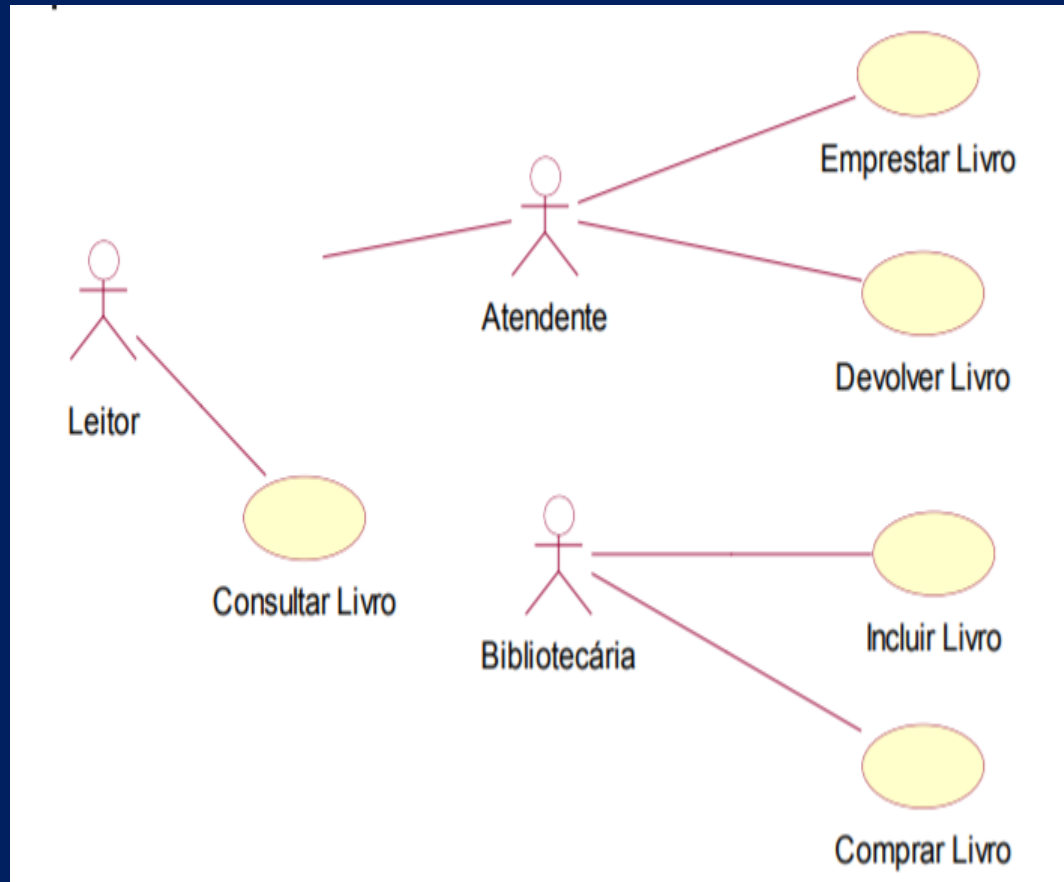 Emprestar Livro
Atendente
Devolver Livro
Leitor
Consultar Livro
Bibliotecária
Incluir Livro
Comprar Livro